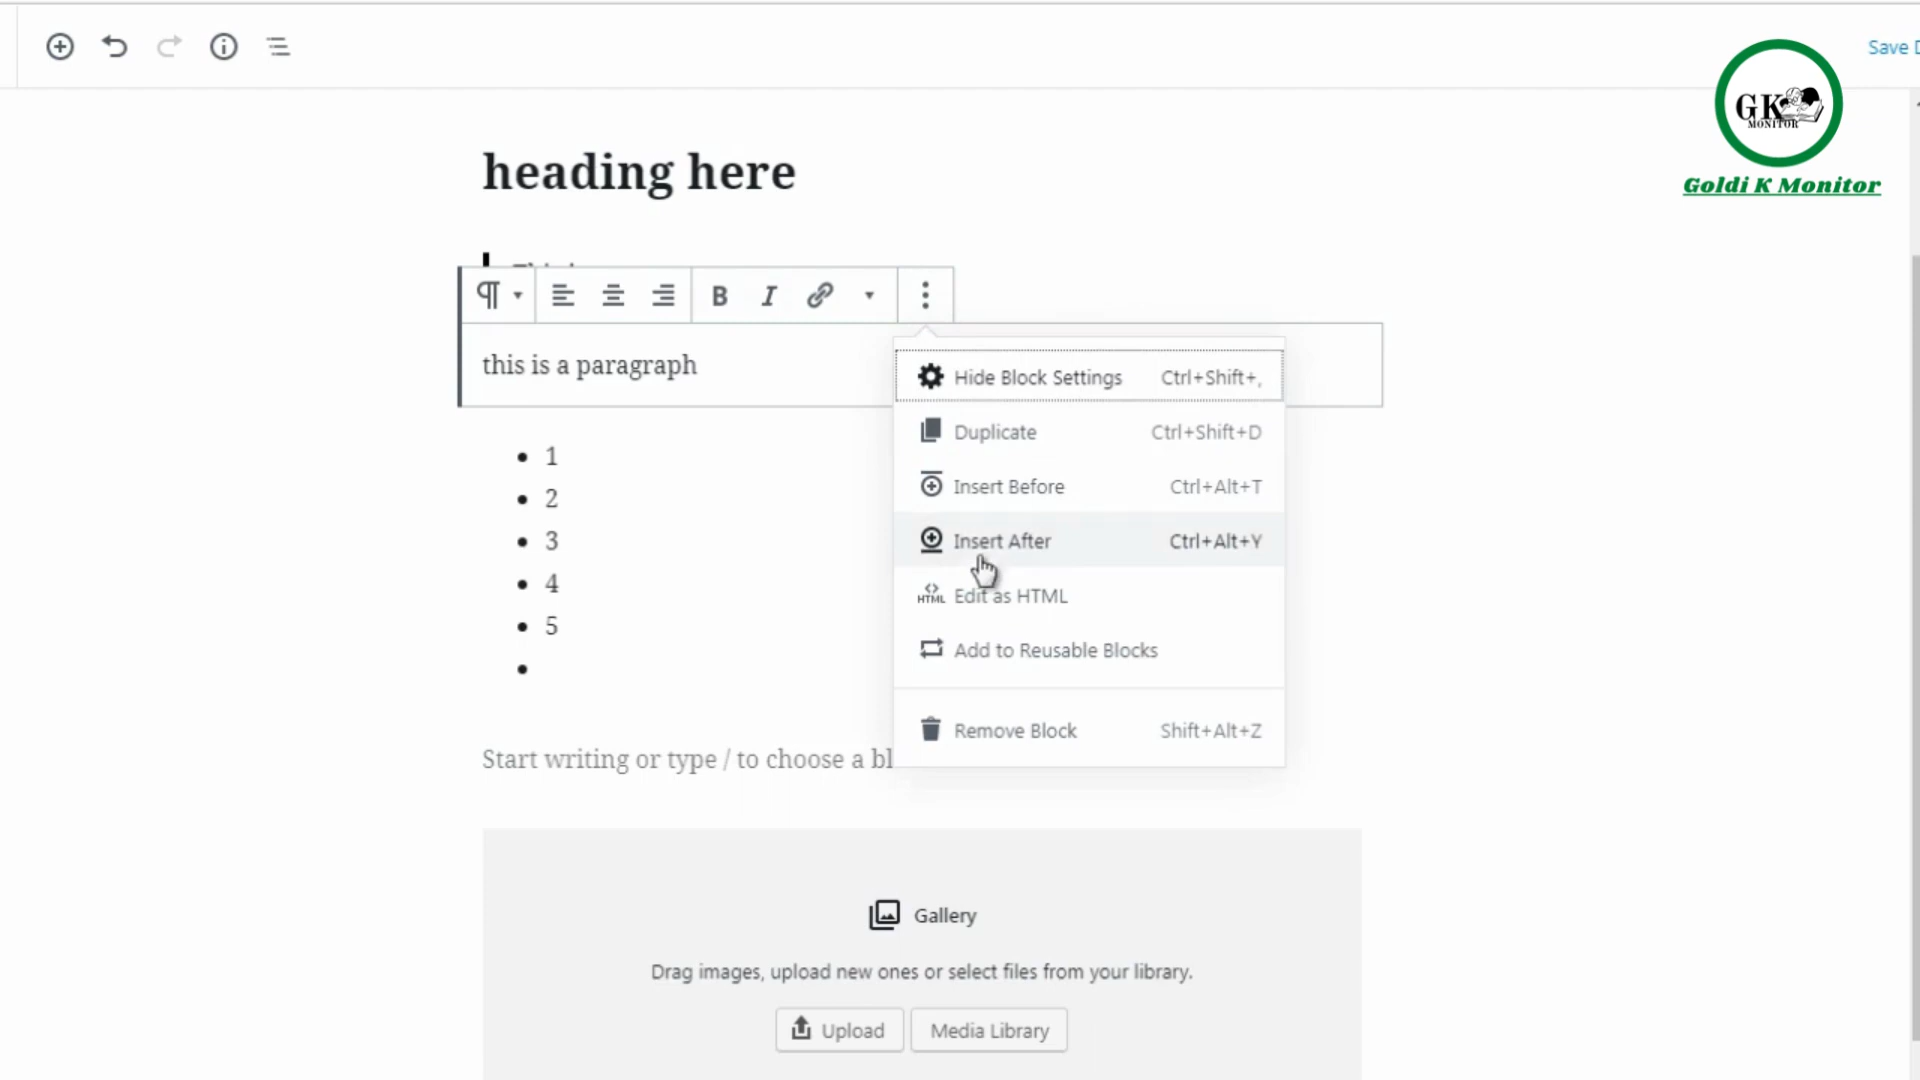 Save
GK
MONITOR
Goldi K Monitor
heading here
B I
this is a paragraph
Hide Block Settings Ctrl+Shift+,
Duplicate Ctrl+Shift+D
Insert Before Ctrl+Alt+T
Insert After Ctrl+Alt+Y
HTML Edit as HTML
Add to Reusable Blocks
Remove Block Shift+Alt+Z
1
2
3
4
5
Start writing or type / to choose a bl
Gallery
Drag images, upload new ones or select files from your library.
Upload Media Library